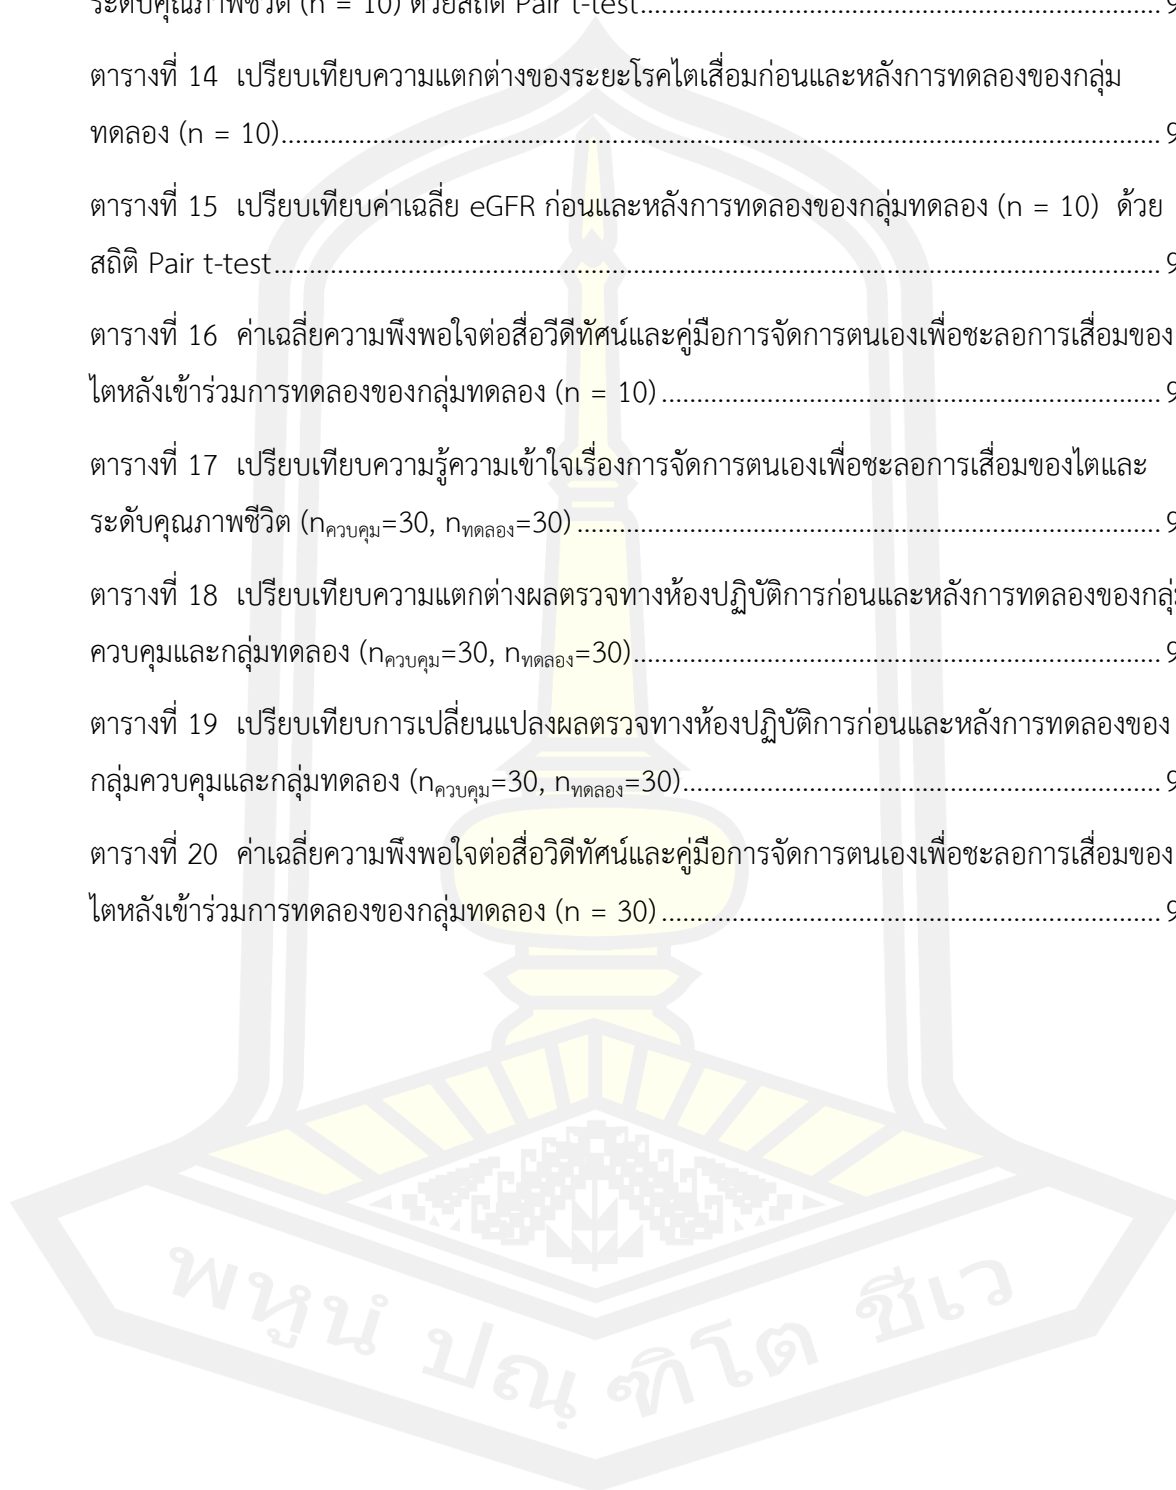 ระดับคุณภาพชีวิต (n = 10) ด้วยสถิติ Pair t-test.......... 9
ตารางที่ 14 เปรียบเทียบความแตกต่างของระยะโรคไตเสื่อมก่อนและหลังการทดลองของกลุ่ม
ทดลอง (n = 10).......... 9
ตารางที่ 15 เปรียบเทียบค่าเฉลี่ย eGFR ก่อนและหลังการทดลองของกลุ่มทดลอง (n = 10) ด้วย
สถิติ Pair t-test.......... 9
ตารางที่ 16 ค่าเฉลี่ยความพึงพอใจต่อสื่อวีดีทัศน์และคู่มือการจัดการตนเองเพื่อชะลอการเสื่อมของ
ไตหลังเข้าร่วมการทดลองของกลุ่มทดลอง (n = 10).......... 9
ตารางที่ 17 เปรียบเทียบความรู้ความเข้าใจเรื่องการจัดการตนเองเพื่อชะลอการเสื่อมของไตและ
ระดับคุณภาพชีวิต (nควบคุม=30, nทดลอง=30).......... 9
ตารางที่ 18 เปรียบเทียบความแตกต่างผลตรวจทางห้องปฏิบัติการก่อนและหลังการทดลองของกลุ่ม
ควบคุมและกลุ่มทดลอง (nควบคุม=30, nทดลอง=30).......... 9
ตารางที่ 19 เปรียบเทียบการเปลี่ยนแปลงผลตรวจทางห้องปฏิบัติการก่อนและหลังการทดลองของ
กลุ่มควบคุมและกลุ่มทดลอง (nควบคุม=30, nทดลอง=30).......... 9
ตารางที่ 20 ค่าเฉลี่ยความพึงพอใจต่อสื่อวิดีทัศน์และคู่มือการจัดการตนเองเพื่อชะลอการเสื่อมของ
ไตหลังเข้าร่วมการทดลองของกลุ่มทดลอง (n = 30).......... 9
พหูนํ ปณฺฑิโต ชีเว